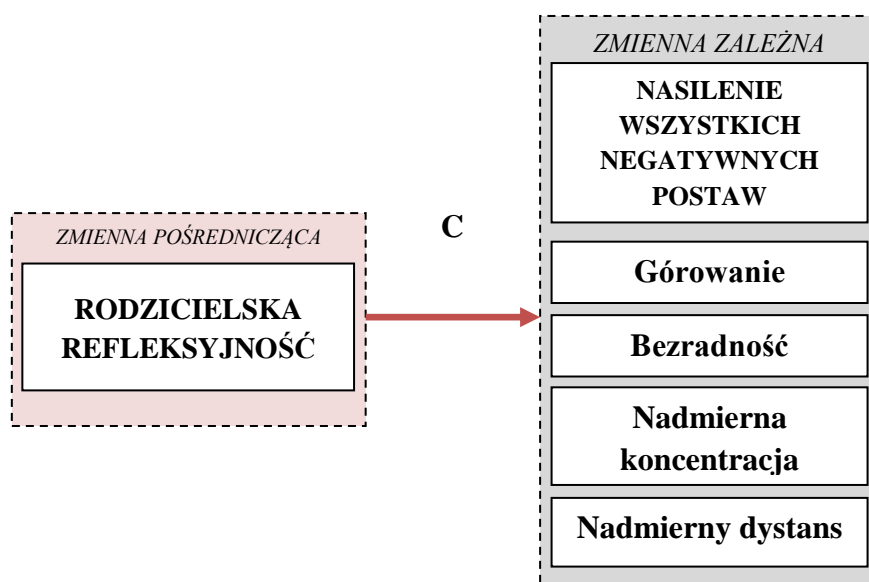 ZMIENNA ZALEŻNA
NASILENIE
WSZYSTKICH
NEGATYWNYCH
POSTAW
C
ZMIENNA POŚREDNICZĄCA
RODZICIELSKA
REFLEKSYJNOŚĆ
Górowanie
Bezradność
Nadmierna
koncentracja
Nadmierny dystans